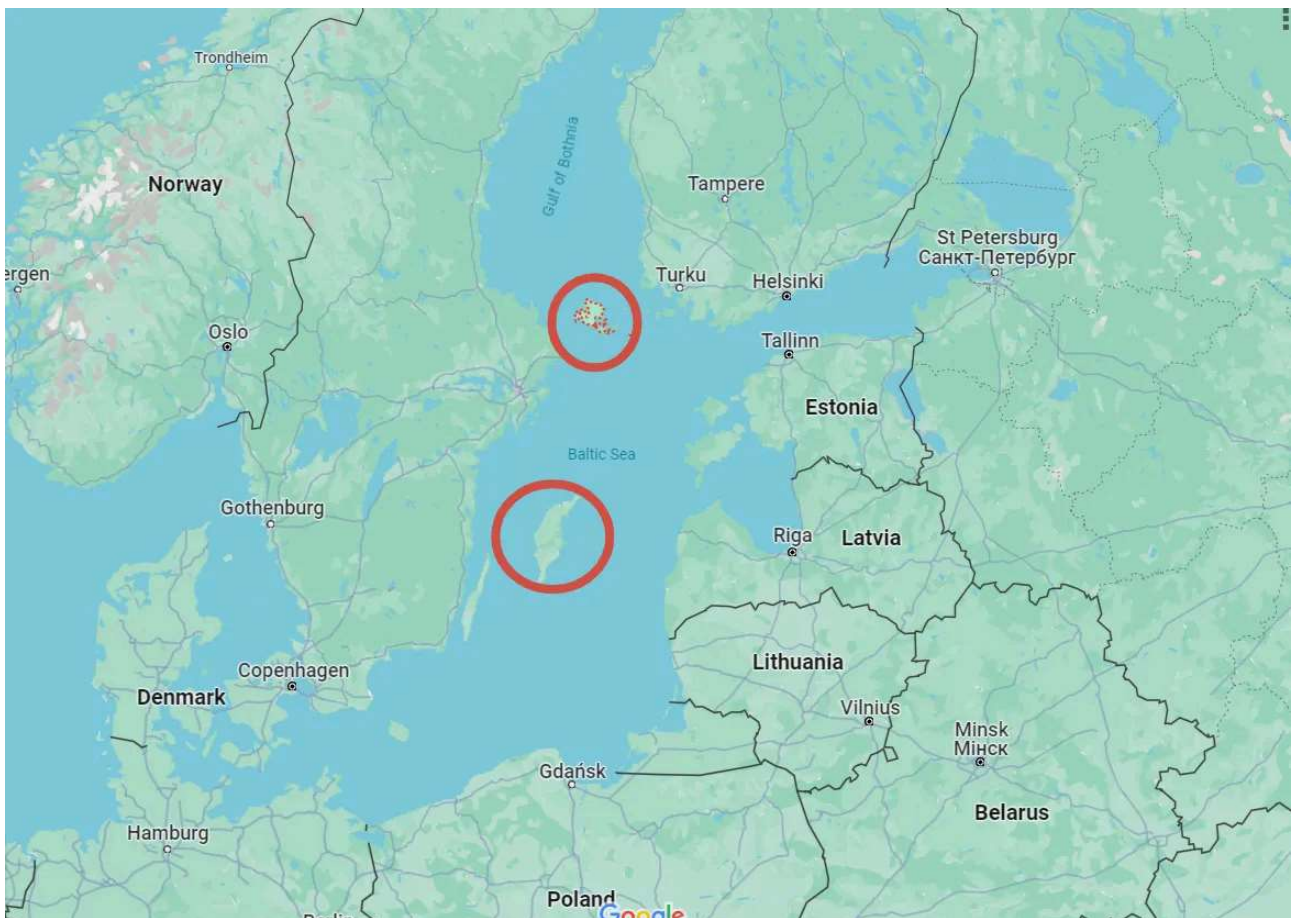 Trondheim
Norway
Gulf of Bothnia
Tampere
St Petersburg
Санкт-Петербург
ergen
Turku
Helsinki
Oslo
Tallinn
Estonia
Baltic Sea
Gothenburg
Riga
Latvia
Copenhagen
Lithuania
Denmark
Vilnius
Minsk
Мінск
Gdańsk
Belarus
Hamburg
Poland
Google